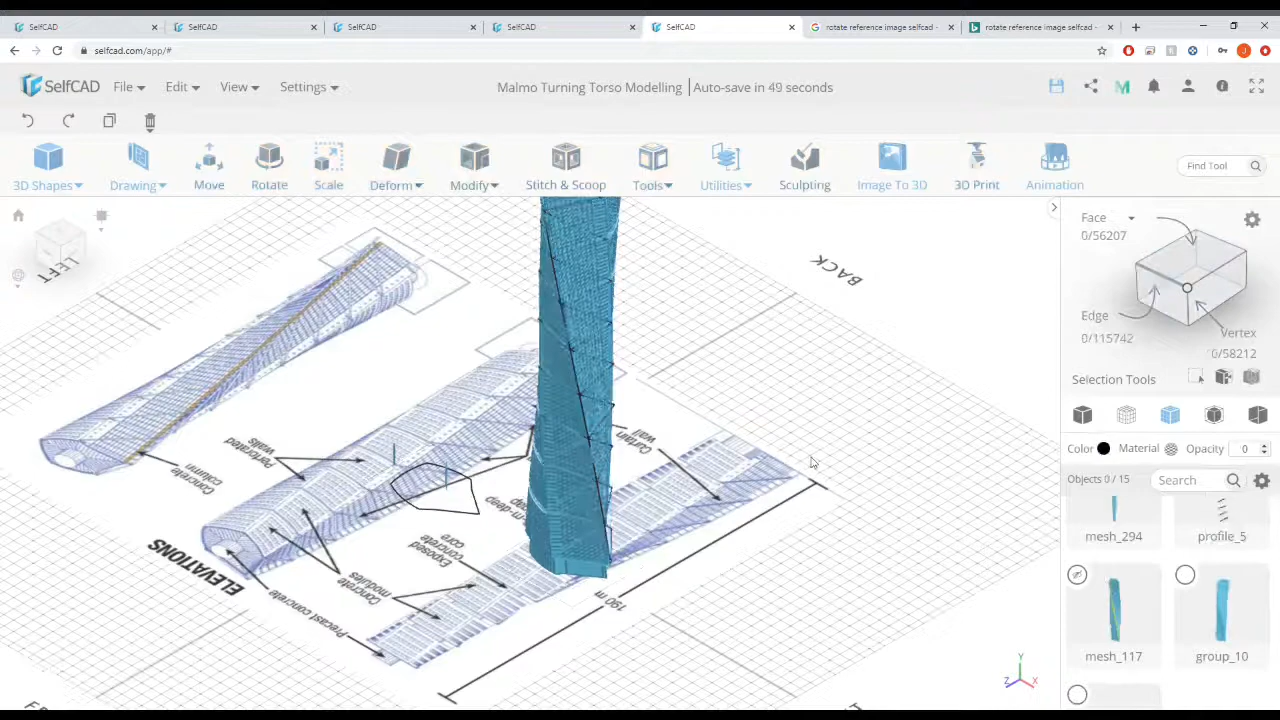 SelfCAD SelfCAD SelfCAD SelfCAD SelfCAD rotate reference image selfcad - rotate reference image selfcad -
selfcad.com/app/#
SelfCAD File Edit View Settings Malmo Turning Torso Modelling | Auto-save in 49 seconds
3D Shapes Drawing Move Rotate Scale Deform Modify Stitch & Scoop Tools Utilities Sculpting Image To 3D 3D Print Animation
Find Tool
Face
0/56207
Edge
0/115742
Vertex
0/58212
Selection Tools
Color Material Opacity 0
Objects 0 / 15 Search
mesh_294 profile_5
mesh_117 group_10
LEFT
BACK
Perforated
walls
Concrete
column
Curtain
wall
Exposed
concrete
core
Concrete
modules
Precast concrete
ELEVATIONS
190 m
Y
Z X